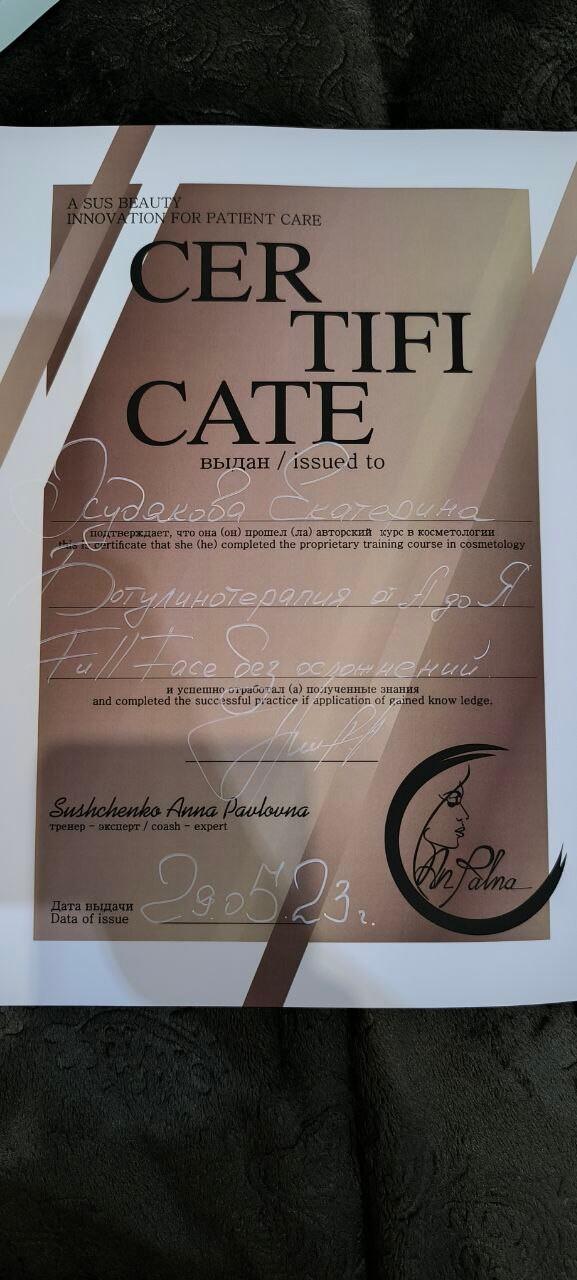 A SUS BEAUTY
INNOVATION FOR PATIENT CARE
CER
TIFI
CATE
выдан / issued to
Екатерина
подтверждает, что она (он) прошел (ла) авторский курс в косметологии
this is certificate that she (he) completed the proprietary training course in cosmetology
Ботулинотерапия от А до Я
Full Face без осложнений.
и успешно отработал (а) полученные знания
and completed the successful practice if application of gained know ledge.
Sushchenko Anna Pavlovna
тренер – эксперт / coash – expert
An Palna
Дата выдачи
Data of issue
29.05.23 г.